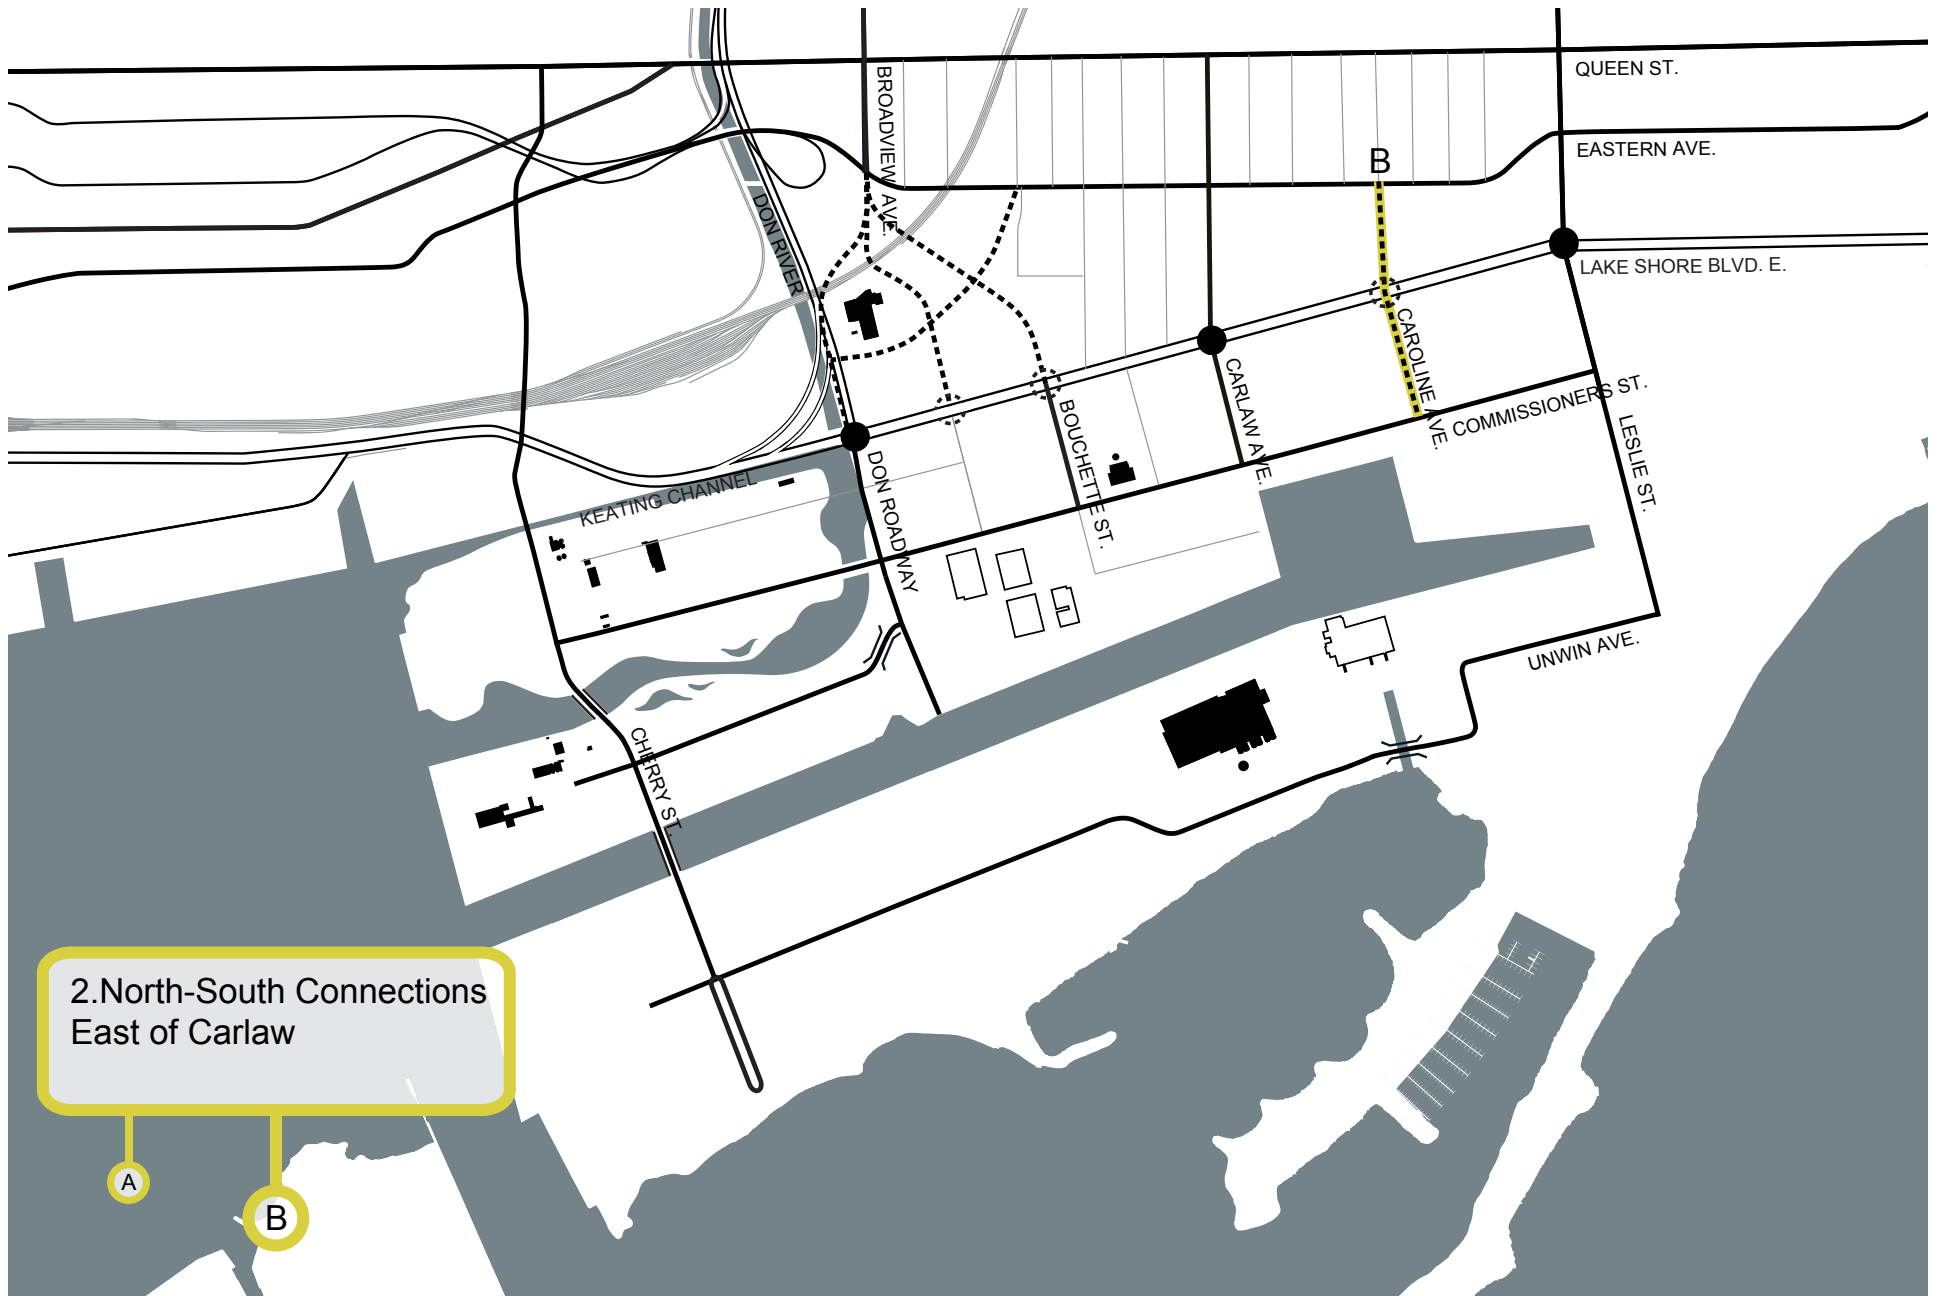 QUEEN ST.
BROADVIEW AVE.
EASTERN AVE.
B
DON RIVER
LAKE SHORE BLVD. E.
CAROLINE AVE.
CARLAW AVE.
COMMISSIONERS ST.
BOUCHETTE ST.
LESLIE ST.
DON ROADWAY
KEATING CHANNEL
UNWIN AVE.
CHERRY ST.
2.North-South Connections
East of Carlaw
A
B